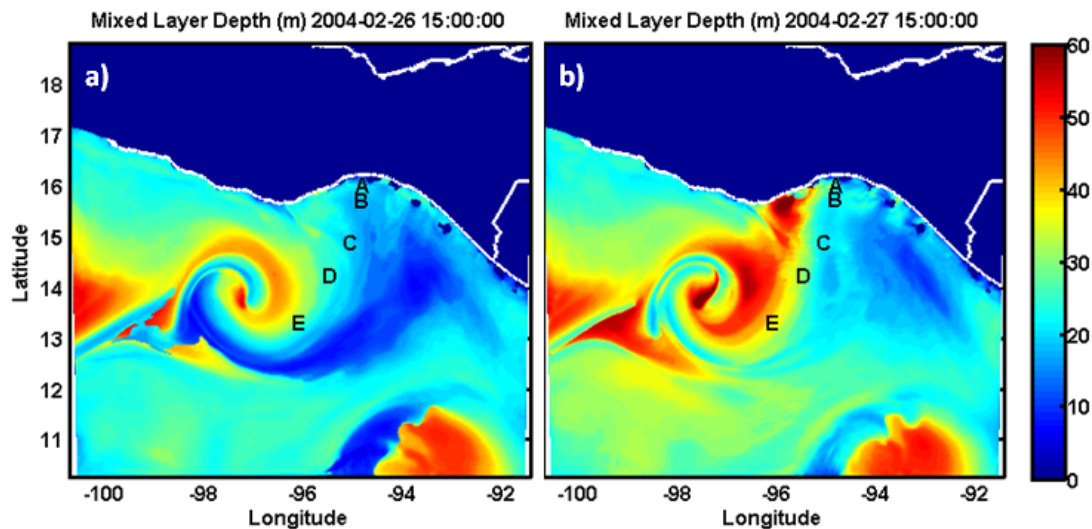 Mixed Layer Depth (m) 2004-02-26 15:00:00
Mixed Layer Depth (m) 2004-02-27 15:00:00
a)
b)
60
50
40
30
20
10
0
18
17
16
15
14
13
12
11
Latitude
A
B
C
D
E
A
B
C
D
E
-100
-98
-96
-94
-92
-100
-98
-96
-94
-92
Longitude
Longitude